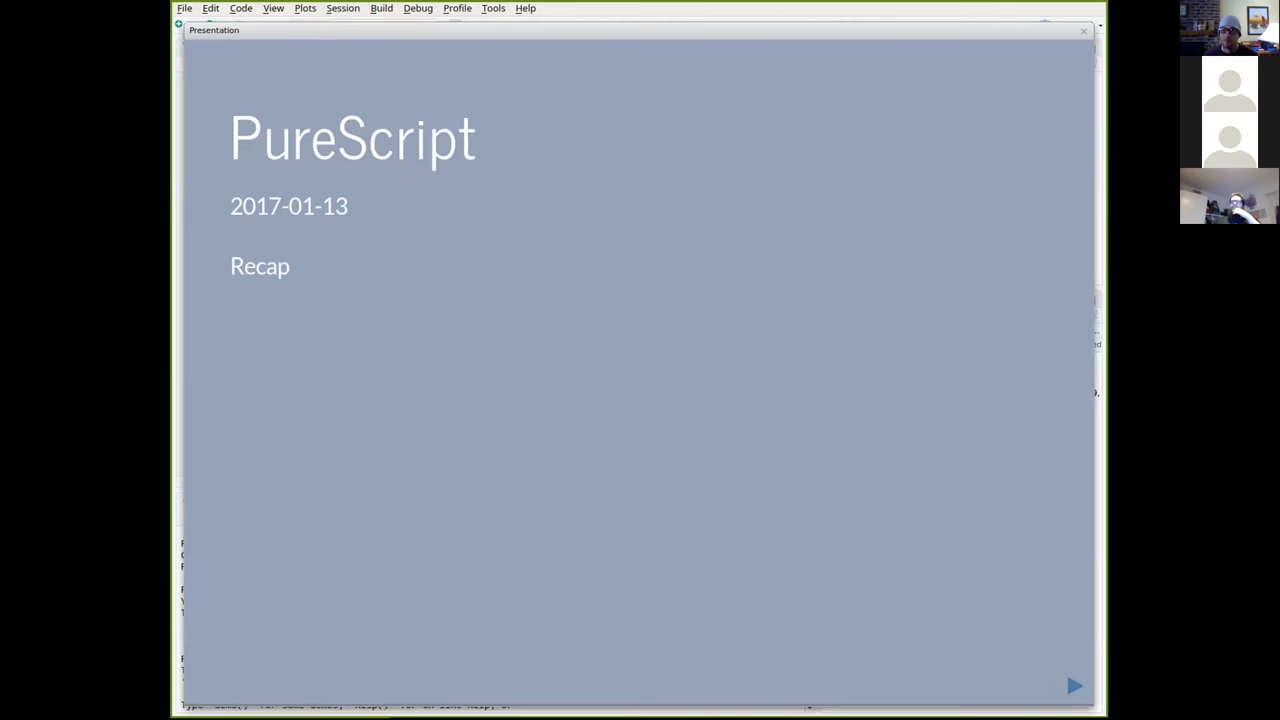 File Edit Code View Plots Session Build Debug Profile Tools Help
Presentation
PureScript
2017-01-13
Recap